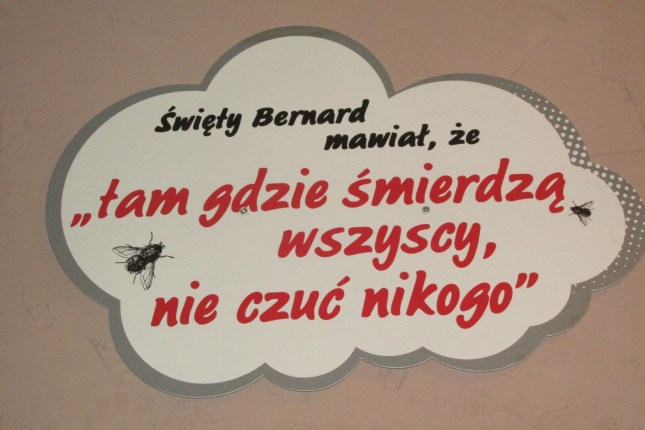 Święty Bernard
mawiał, że
„tam gdzie śmierdzą
wszyscy,
nie czuć nikogo”